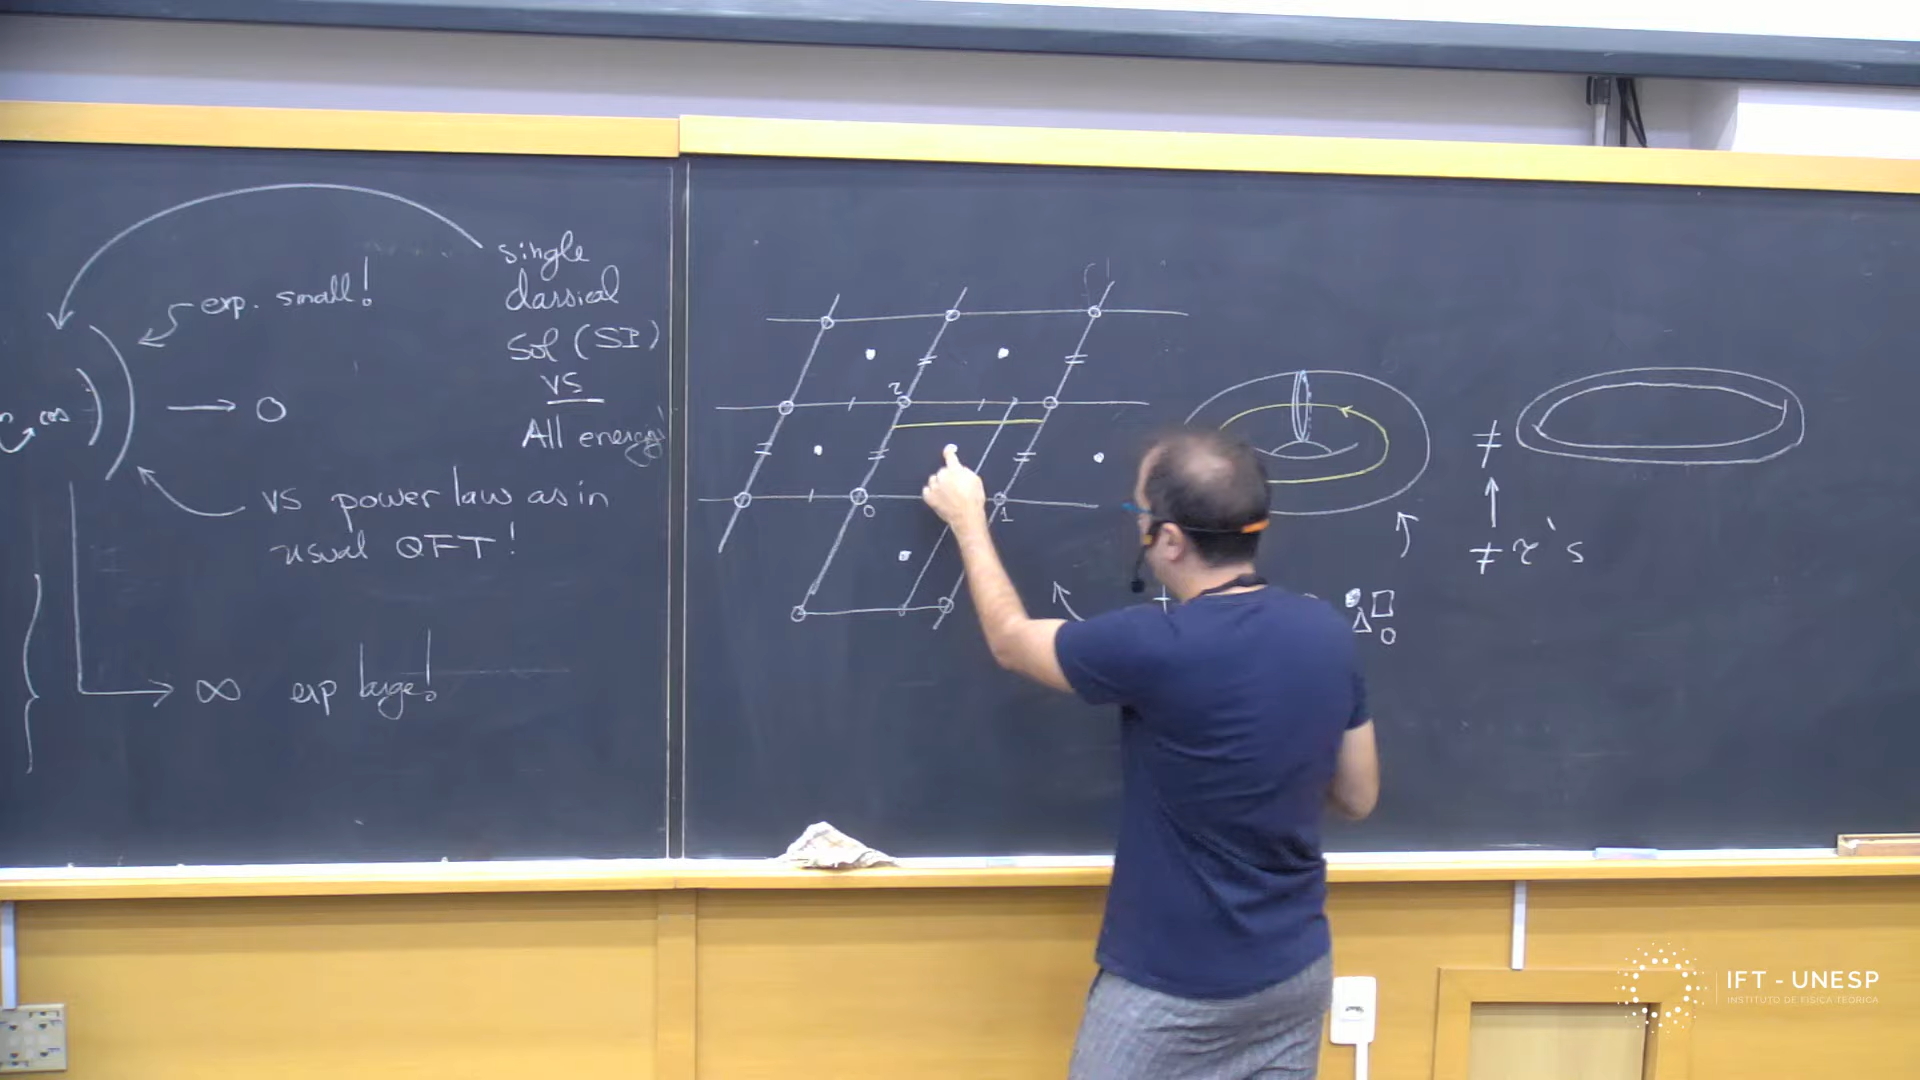 single
classical
Sol (SI)
vs
All energy
exp. small!
cos
→ 0
vs power law as in
usual QFT!
→ ∞ exp large!
τ
0
1
≠
≠ τ's
IFT - UNESP
INSTITUTO DE FÍSICA TEÓRICA